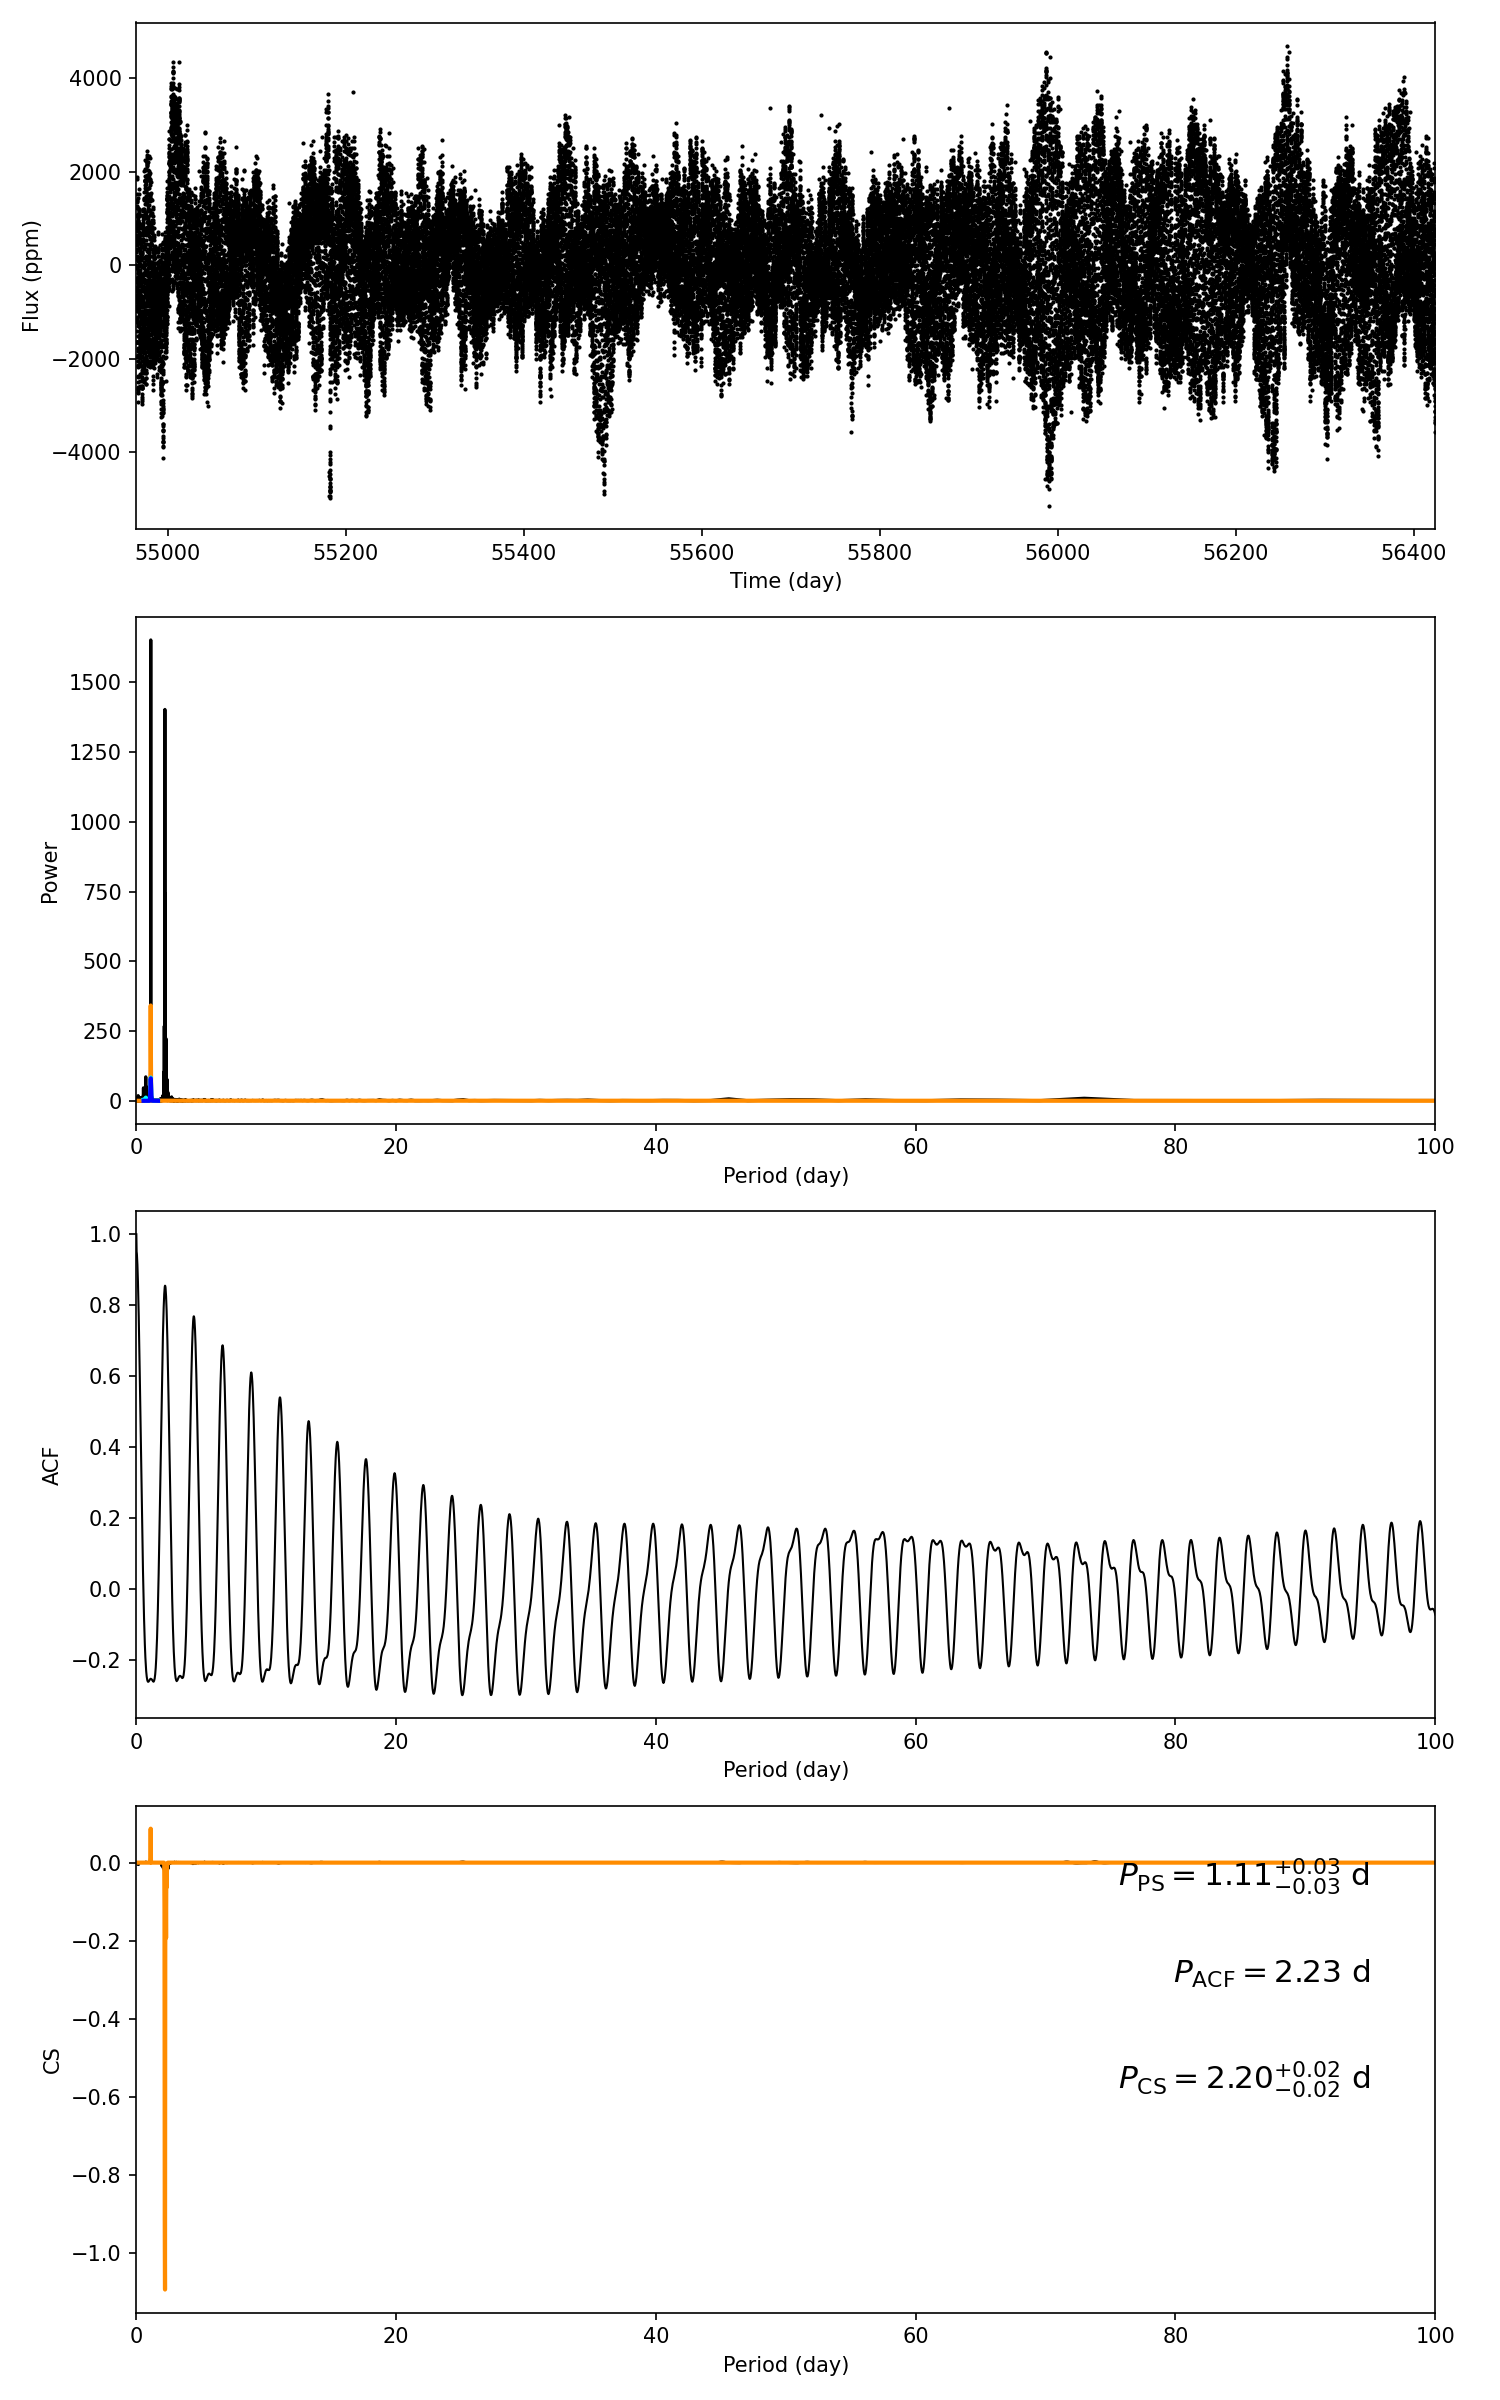 4000
2000
0
−2000
−4000
Flux (ppm)
55000 55200 55400 55600 55800 56000 56200 56400
Time (day)
1500
1250
1000
750
500
250
0
Power
0 20 40 60 80 100
Period (day)
1.0
0.8
0.6
0.4
0.2
0.0
−0.2
ACF
0 20 40 60 80 100
Period (day)
0.0
−0.2
−0.4
−0.6
−0.8
−1.0
CS
P_PS = 1.11 +0.03 −0.03 d
P_ACF = 2.23 d
P_CS = 2.20 +0.02 −0.02 d
0 20 40 60 80 100
Period (day)